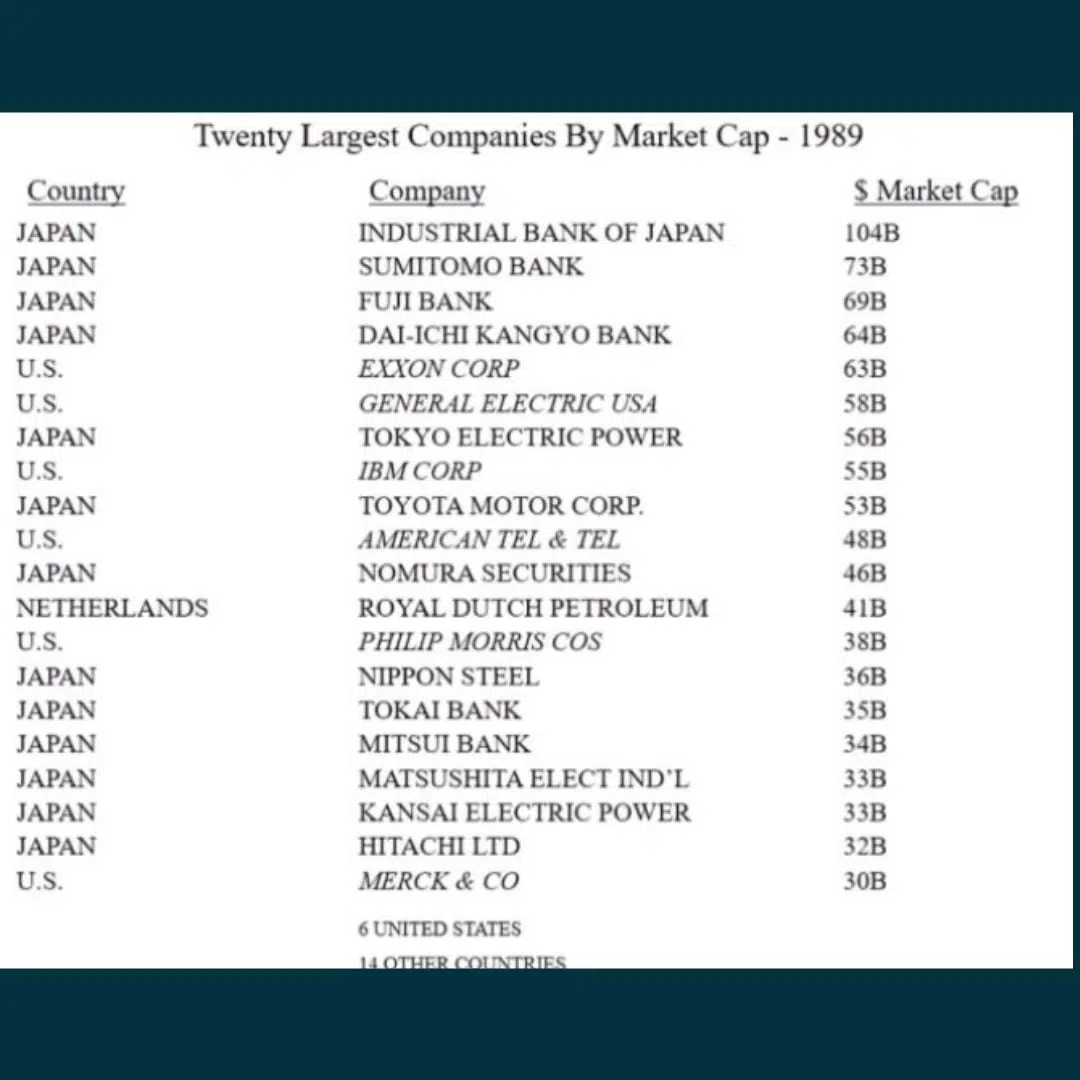 Twenty Largest Companies By Market Cap - 1989
Country Company $ Market Cap
JAPAN INDUSTRIAL BANK OF JAPAN 104B
JAPAN SUMITOMO BANK 73B
JAPAN FUJI BANK 69B
JAPAN DAI-ICHI KANGYO BANK 64B
U.S. EXXON CORP 63B
U.S. GENERAL ELECTRIC USA 58B
JAPAN TOKYO ELECTRIC POWER 56B
U.S. IBM CORP 55B
JAPAN TOYOTA MOTOR CORP. 53B
U.S. AMERICAN TEL & TEL 48B
JAPAN NOMURA SECURITIES 46B
NETHERLANDS ROYAL DUTCH PETROLEUM 41B
U.S. PHILIP MORRIS COS 38B
JAPAN NIPPON STEEL 36B
JAPAN TOKAI BANK 35B
JAPAN MITSUI BANK 34B
JAPAN MATSUSHITA ELECT IND'L 33B
JAPAN KANSAI ELECTRIC POWER 33B
JAPAN HITACHI LTD 32B
U.S. MERCK & CO 30B
6 UNITED STATES
14 OTHER COUNTRIES